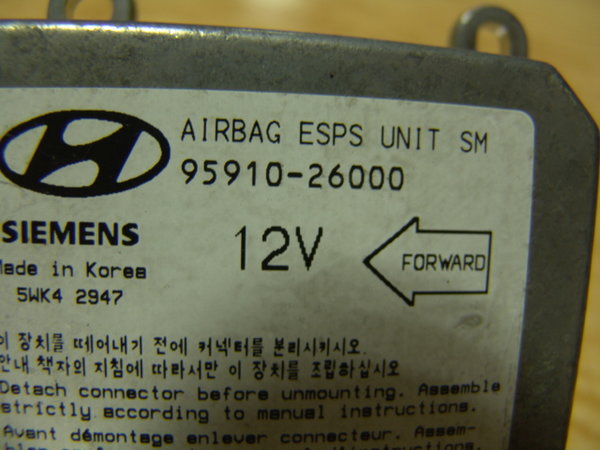 AIRBAG ESPS UNIT SM
95910-26000
SIEMENS
12V
FORWARD
Made in Korea
5WK4 2947
이 장치를 떼어내기 전에 커넥터를 분리시키시오.
안내 책자의 지침에 따라서만 이 장치를 조립하십시오
Detach connector before unmounting. Assemble
strictly according to manual instructions.
Avant démontage enlever connecteur. Assem-